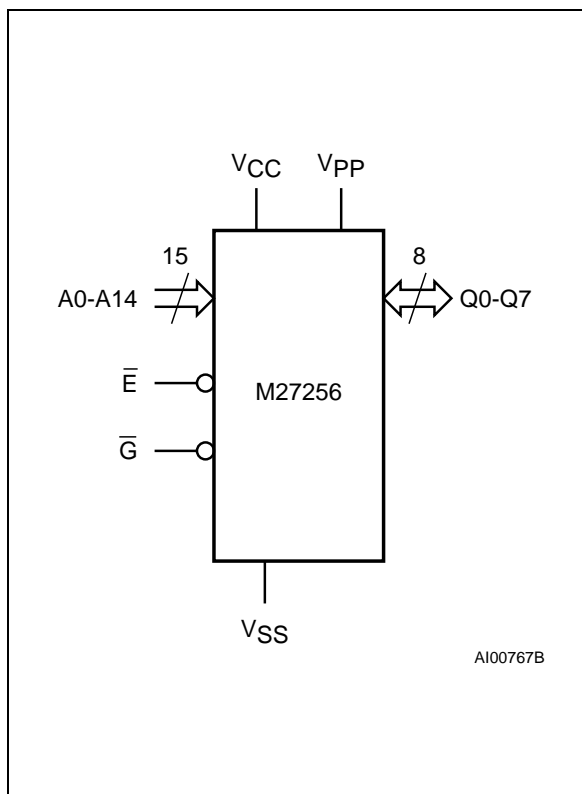 VCC VPP
15 8
A0-A14 Q0-Q7
E̅ M27256
G̅
VSS
AI00767B